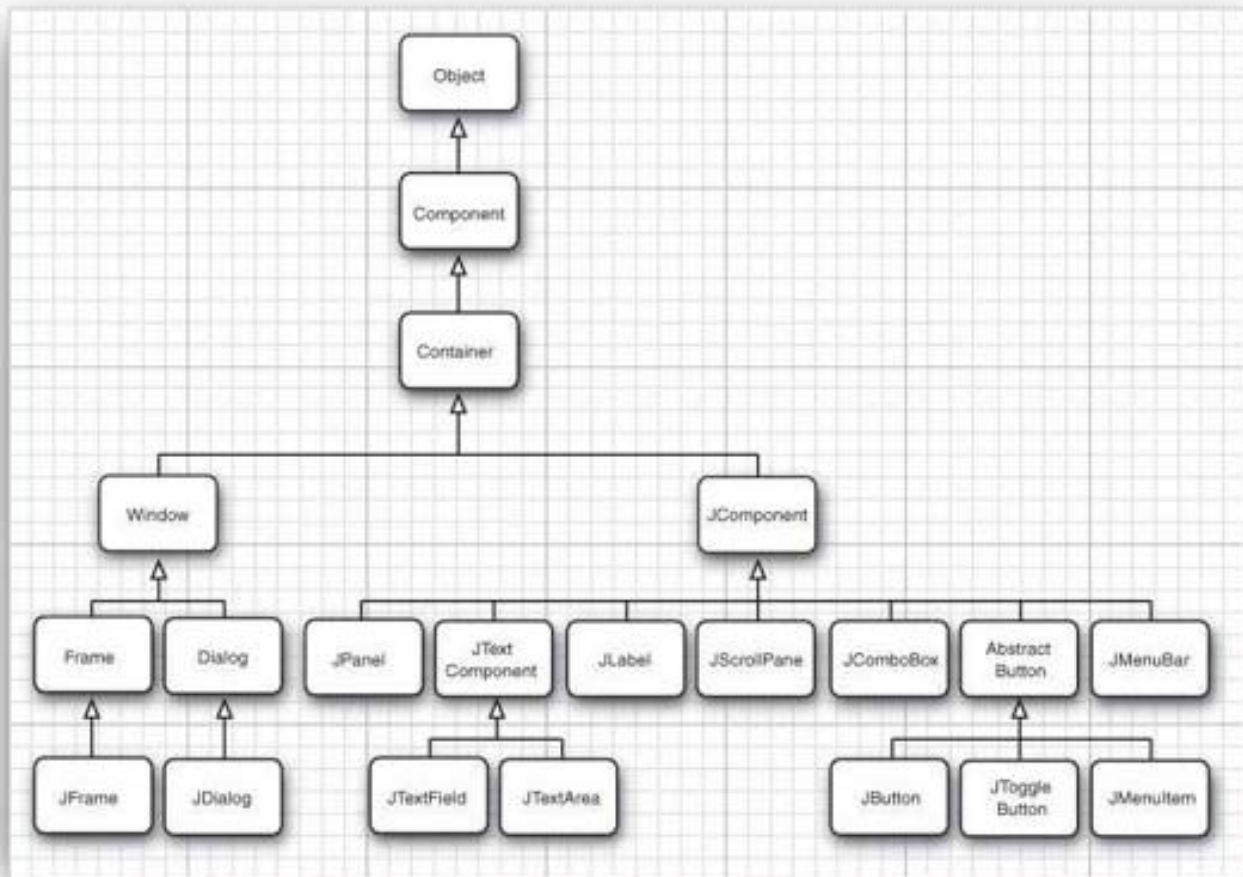 Object
Component
Container
Window
JComponent
Frame
Dialog
JPanel
JText
Component
JLabel
JScrollPane
JComboBox
Abstract
Button
JMenuBar
JFrame
JDialog
JTextField
JTextArea
JButton
JToggle
Button
JMenuItem